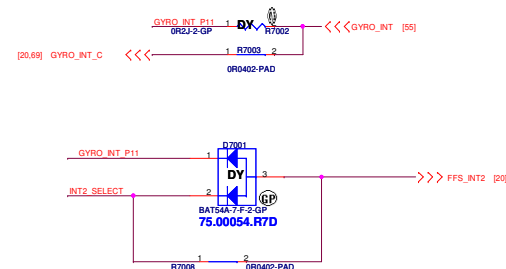 GYRO_INT_P11 1 DY GYRO_INT [55]
0R2J-2-GP R7002
[20,69] GYRO_INT_C 1 R7003 2
0R0402-PAD
D7001
GYRO_INT_P11 1
DY 3 FFS_INT2 [20]
INT2_SELECT 2 GP
BAT54A-7-F-2-GP
75.00054.R7D
1 2
R7008 0R0402-PAD